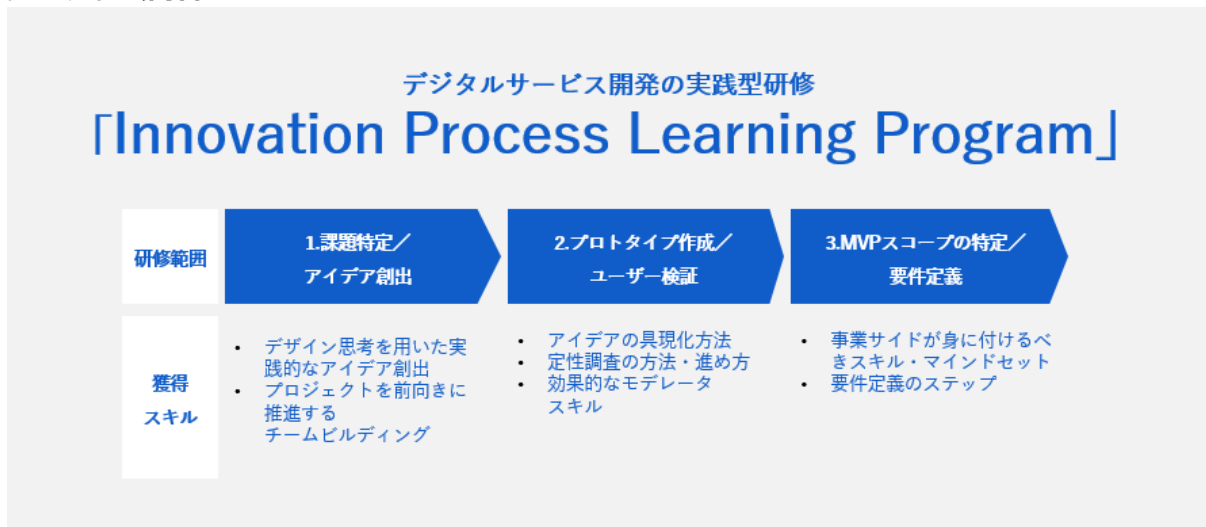 デジタルサービス開発の実践型研修
「Innovation Process Learning Program」
研修範囲
1.課題特定／
アイデア創出
2.プロトタイプ作成／
ユーザー検証
3.MVPスコープの特定／
要件定義
獲得
スキル
• デザイン思考を用いた実
践的なアイデア創出
• プロジェクトを前向きに
推進する
チームビルディング
• アイデアの具現化方法
• 定性調査の方法・進め方
• 効果的なモデレータ
スキル
• 事業サイドが身に付けるべ
きスキル・マインドセット
• 要件定義のステップ